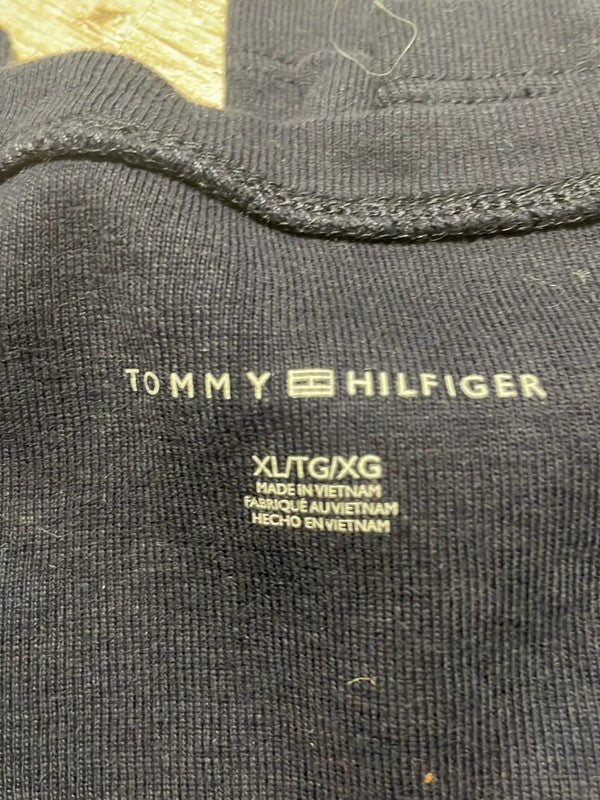 TOMMY HILFIGER
XL/TG/XG
MADE IN VIETNAM
FABRIQUÉ AU VIETNAM
HECHO EN VIETNAM